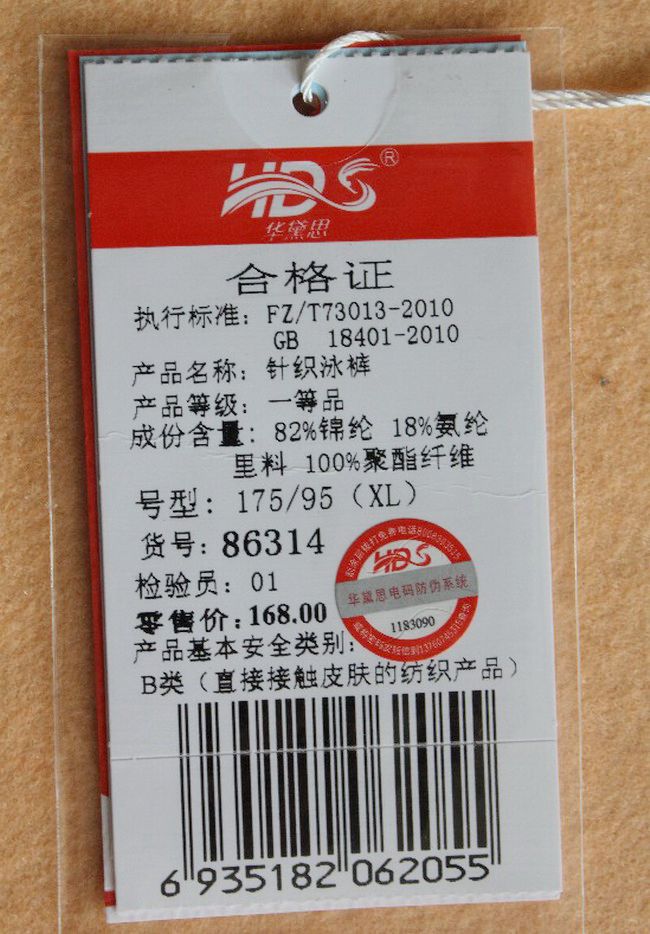 HDS®
华黛思
合格证
执行标准：FZ/T73013-2010
GB 18401-2010
产品名称：针织泳裤
产品等级：一等品
成份含量：82%锦纶 18%氨纶
里料 100%聚酯纤维
号型：175/95（XL）
货号：86314
检验员：01
零售价：168.00
HDS
华黛思电码防伪系统
1183090
产品基本安全类别：
B类（直接接触皮肤的纺织产品）
6 935182 062055